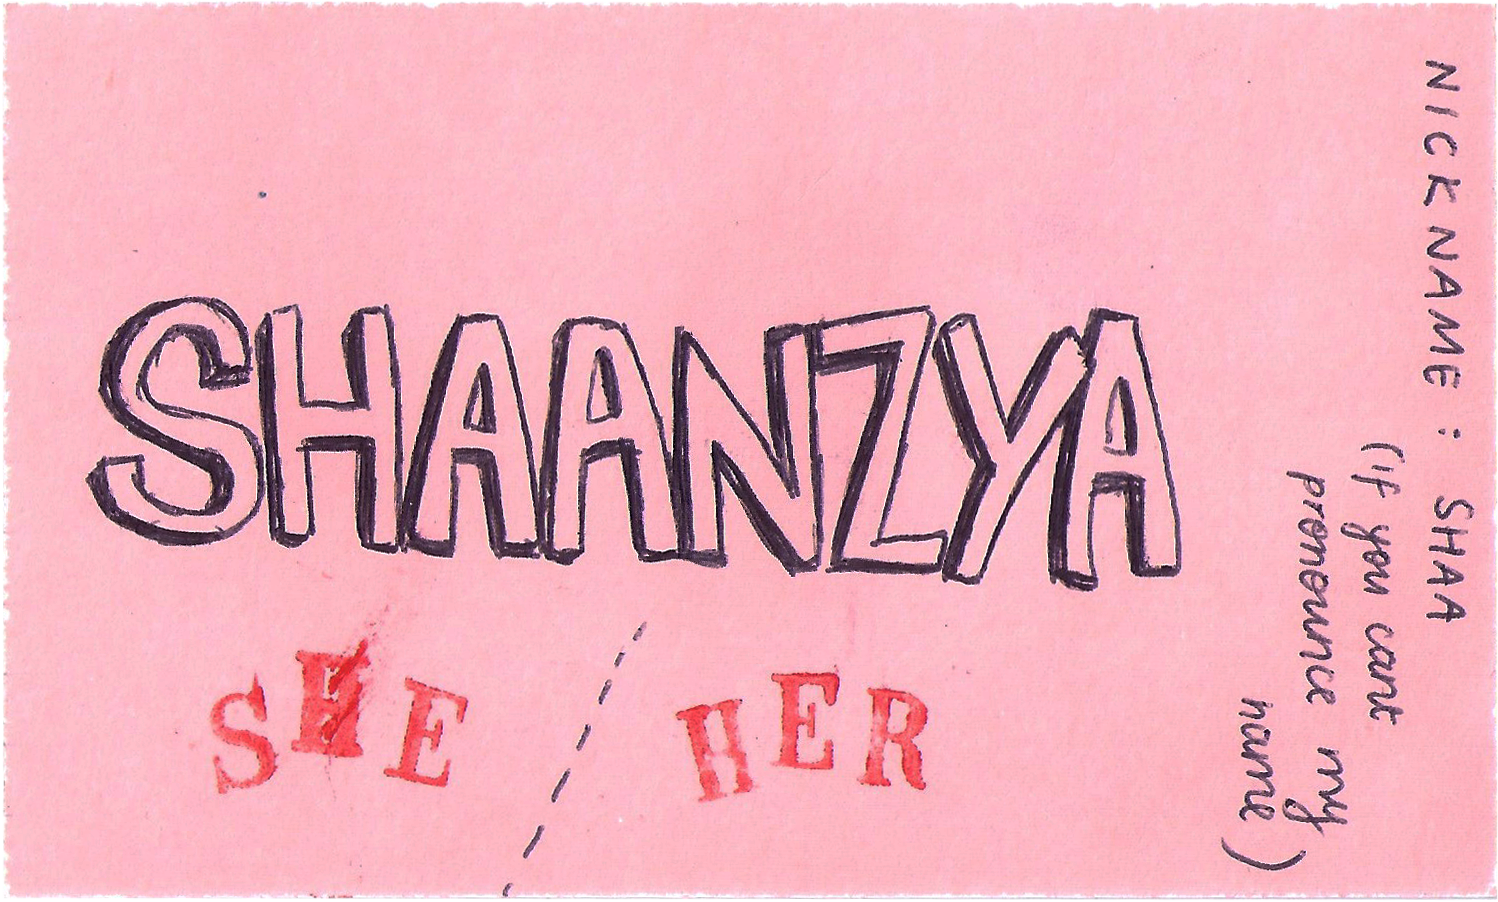 SHAANZYA
SHE / HER
NICKNAME: SHAA
(if you cant
pronounce my
name)